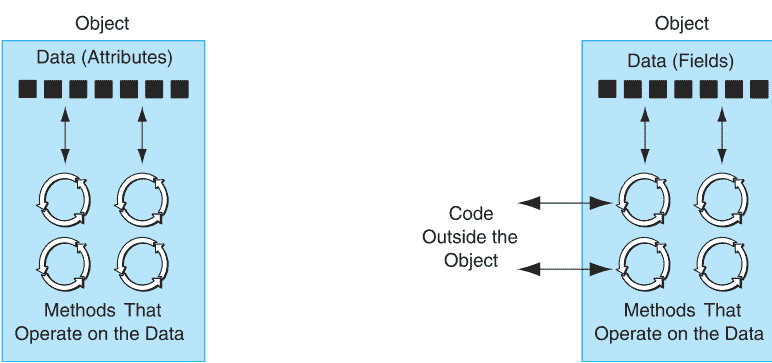 Object
Data (Attributes)
Methods That
Operate on the Data
Code
Outside the
Object
Object
Data (Fields)
Methods That
Operate on the Data